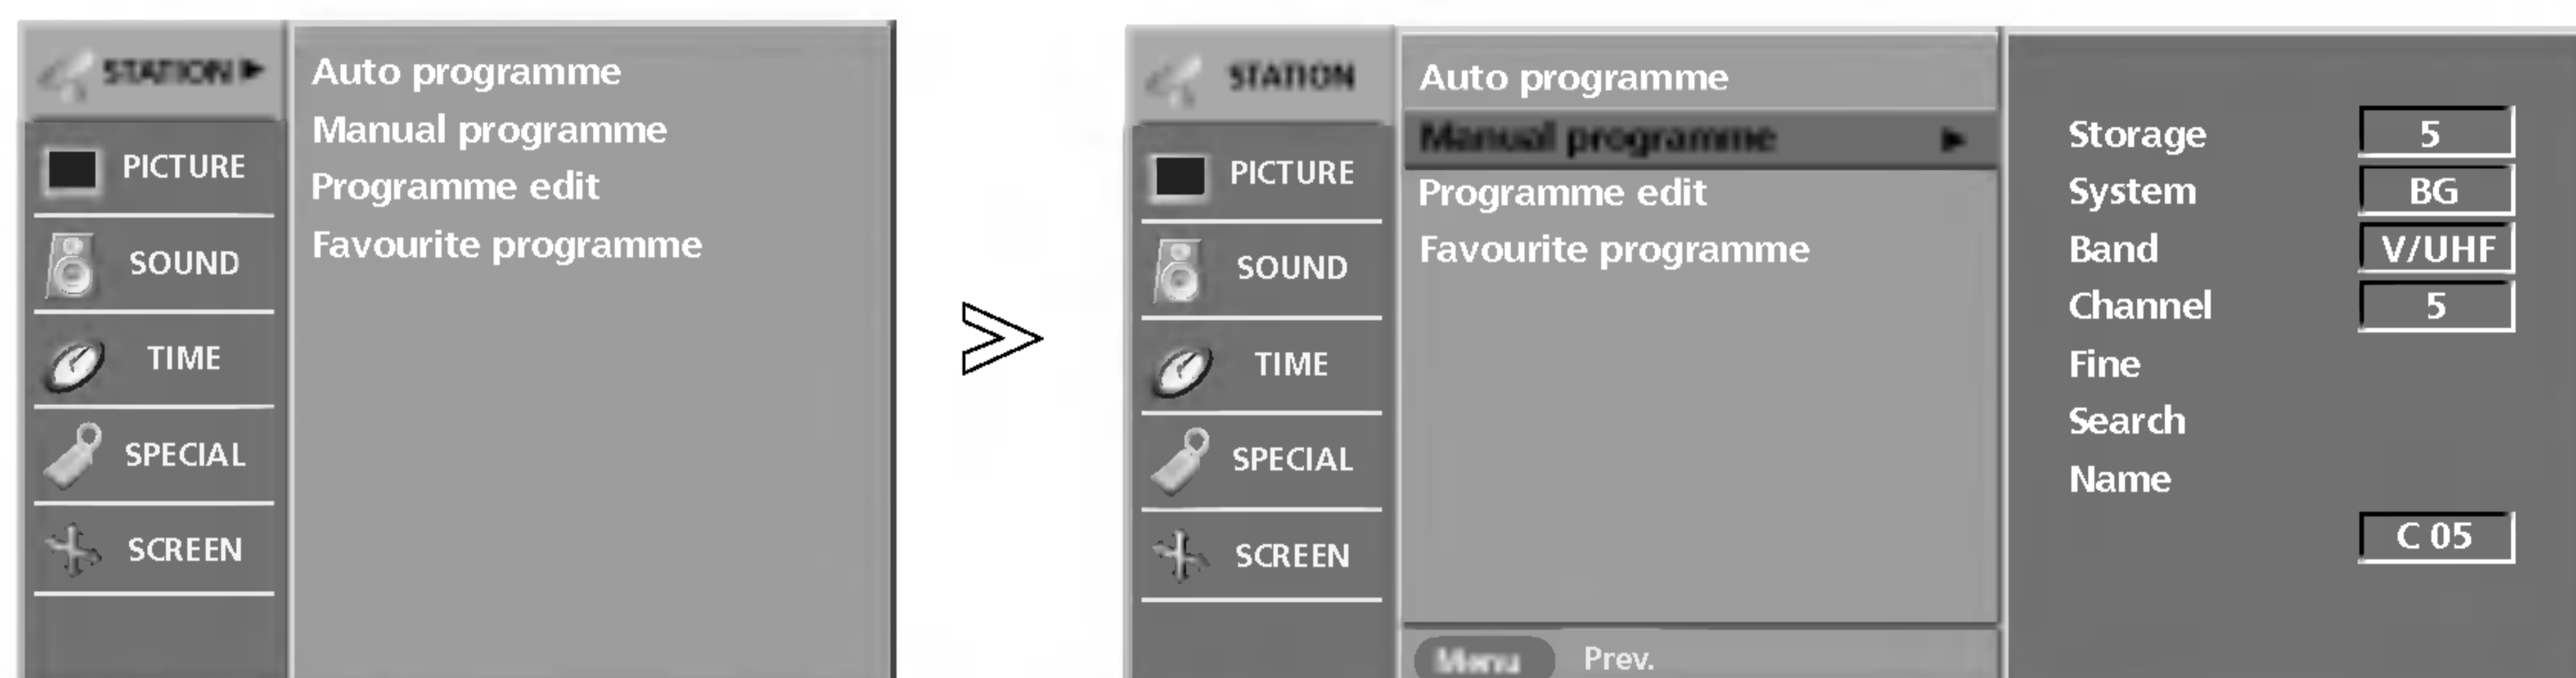 STATION ▶
PICTURE
SOUND
TIME
SPECIAL
SCREEN
Auto programme
Manual programme
Programme edit
Favourite programme
STATION
PICTURE
SOUND
TIME
SPECIAL
SCREEN
Auto programme
Manual programme ▶
Programme edit
Favourite programme
Menu Prev.
Storage 5
System BG
Band V/UHF
Channel 5
Fine
Search
Name
C 05